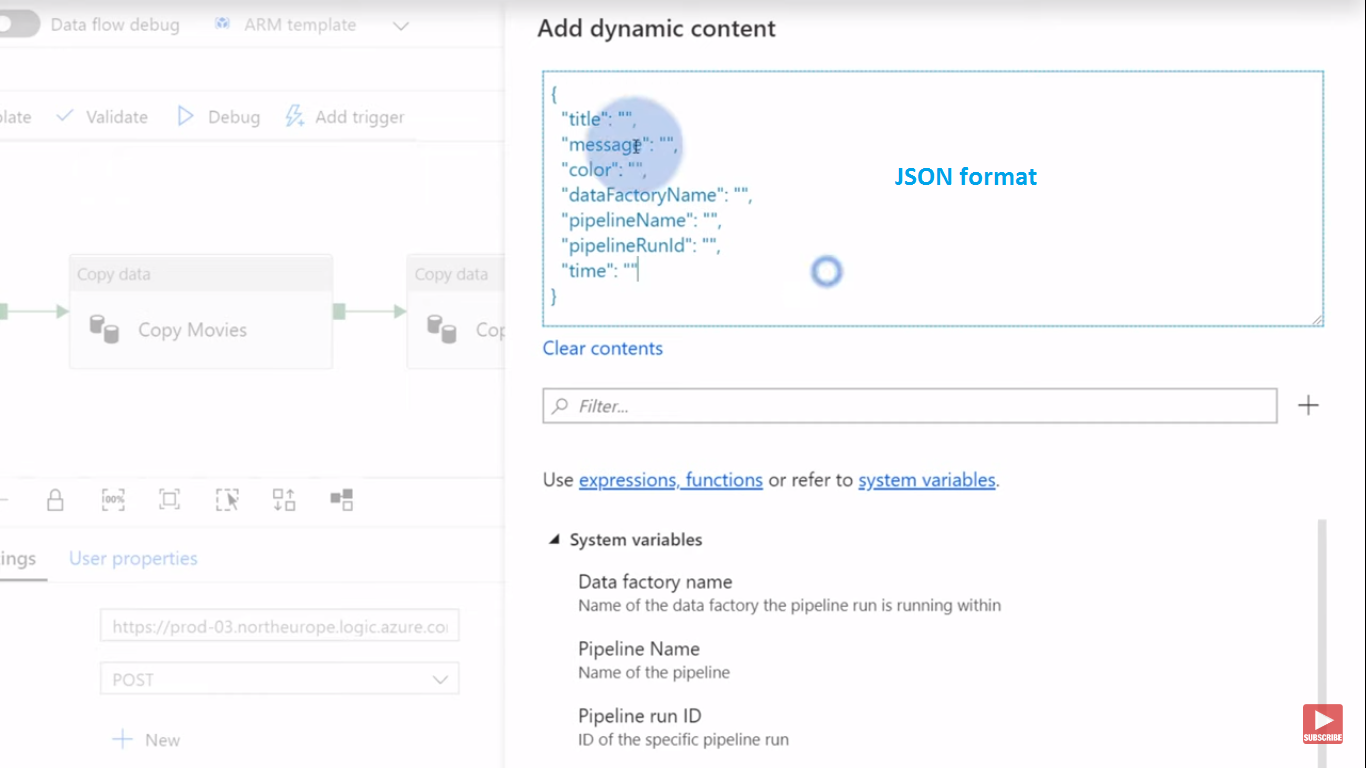 Data flow debug
ARM template
Add dynamic content
{
"title": "",
"message": "",
"color": "",
"dataFactoryName": "",
"pipelineName": "",
"pipelineRunId": "",
"time": ""
}
JSON format
plate
Validate
Debug
Add trigger
Copy data
Copy Movies
Copy data
Cop
Clear contents
Filter...
Use expressions, functions or refer to system variables.
100%
System variables
Data factory name
Name of the data factory the pipeline run is running within
Pipeline Name
Name of the pipeline
Pipeline run ID
ID of the specific pipeline run
ings
User properties
https://prod-03.northeurope.logic.azure.co
POST
New
SUBSCRIBE